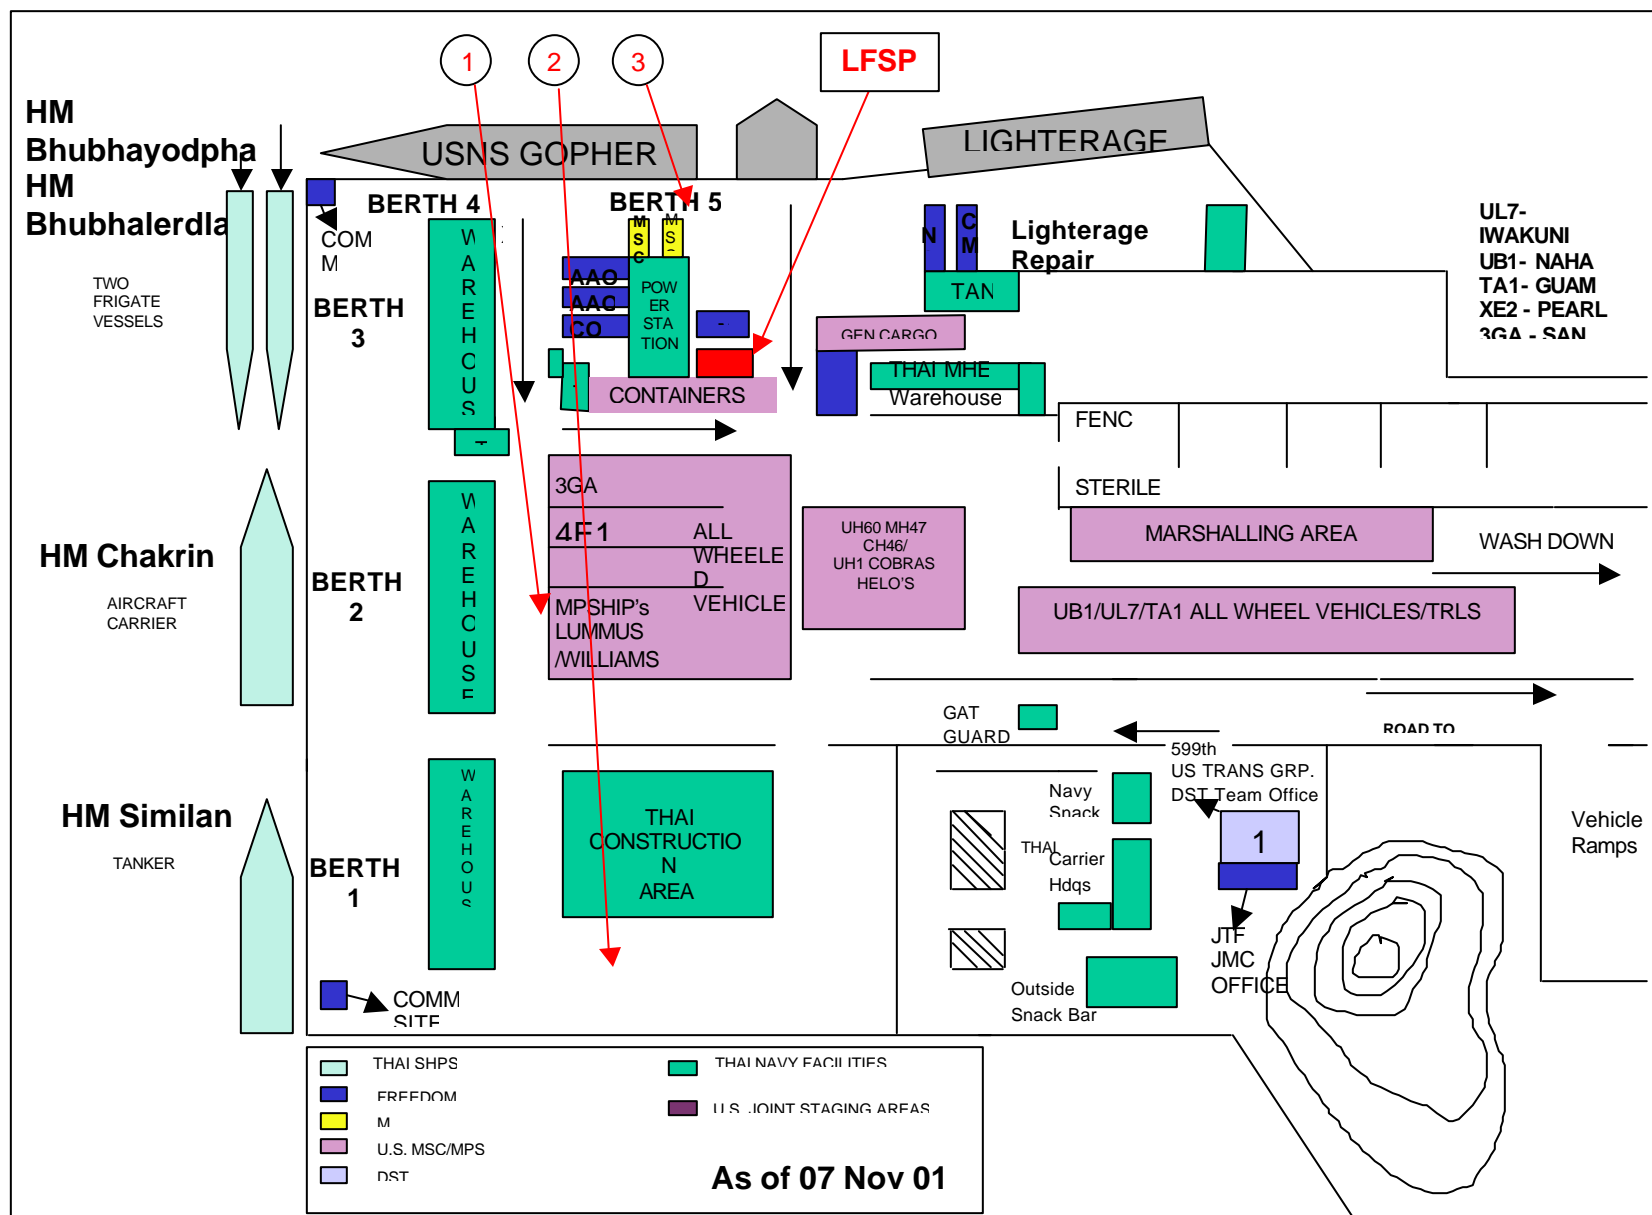 1
2
3
LFSP
HM
Bhubhayodpha
HM
Bhubhalerdla
TWO
FRIGATE
VESSELS
USNS GOPHER
LIGHTERAGE
COM
M
BERTH 4
BERTH 5
BERTH
3
WAREHOUS
MSC
MS
AAO
AAC
CO
POW
ER
STA
TION
CONTAINERS
N
CM
Lighterage
Repair
TAN
GEN CARGO
THAI MHE
Warehouse
UL7-
IWAKUNI
UB1- NAHA
TA1- GUAM
XE2 - PEARL
3GA - SAN
FENC
STERILE
HM Chakrin
AIRCRAFT
CARRIER
BERTH
2
WAREHOUSE
3GA
4F1
ALL
WHEELE
D
VEHICLE
MPSHIP's
LUMMUS
/WILLIAMS
UH60 MH47
CH46/
UH1 COBRAS
HELO'S
MARSHALLING AREA
WASH DOWN
UB1/UL7/TA1 ALL WHEEL VEHICLES/TRLS
GAT
GUARD
ROAD TO
HM Similan
TANKER
BERTH
1
WAREHOUS
THAI
CONSTRUCTIO
N
AREA
599th
US TRANS GRP.
DST Team Office
Navy
Snack
THAI
Carrier
Hdqs
1
JTF
JMC
OFFICE
Outside
Snack Bar
Vehicle
Ramps
COMM
SITE
THAI SHPS
FREEDOM
M
U.S. MSC/MPS
DST
THAI NAVY FACILITIES
U.S. JOINT STAGING AREAS
As of 07 Nov 01